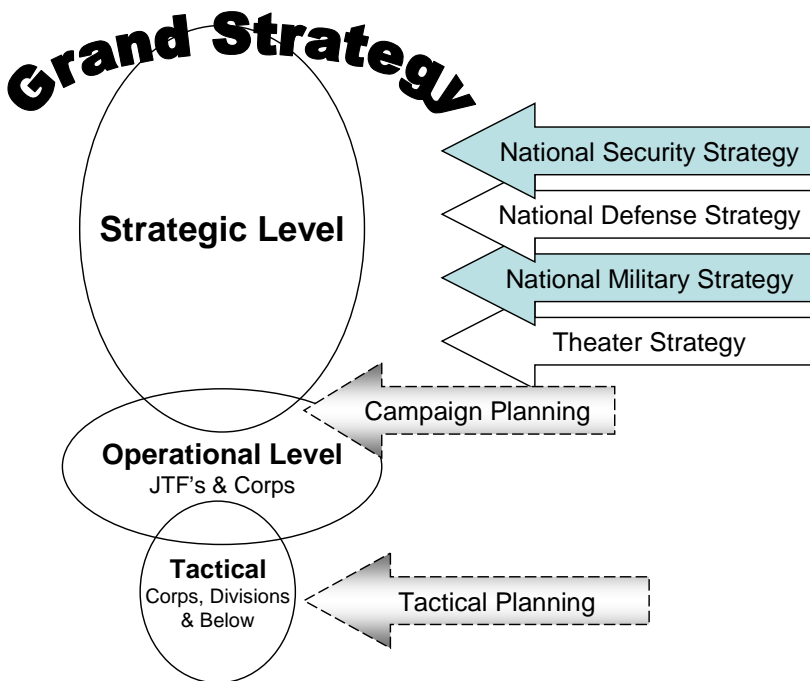 Grand Strategy
National Security Strategy
National Defense Strategy
Strategic Level
National Military Strategy
Theater Strategy
Campaign Planning
Operational Level
JTF's & Corps
Tactical
Corps, Divisions
& Below
Tactical Planning